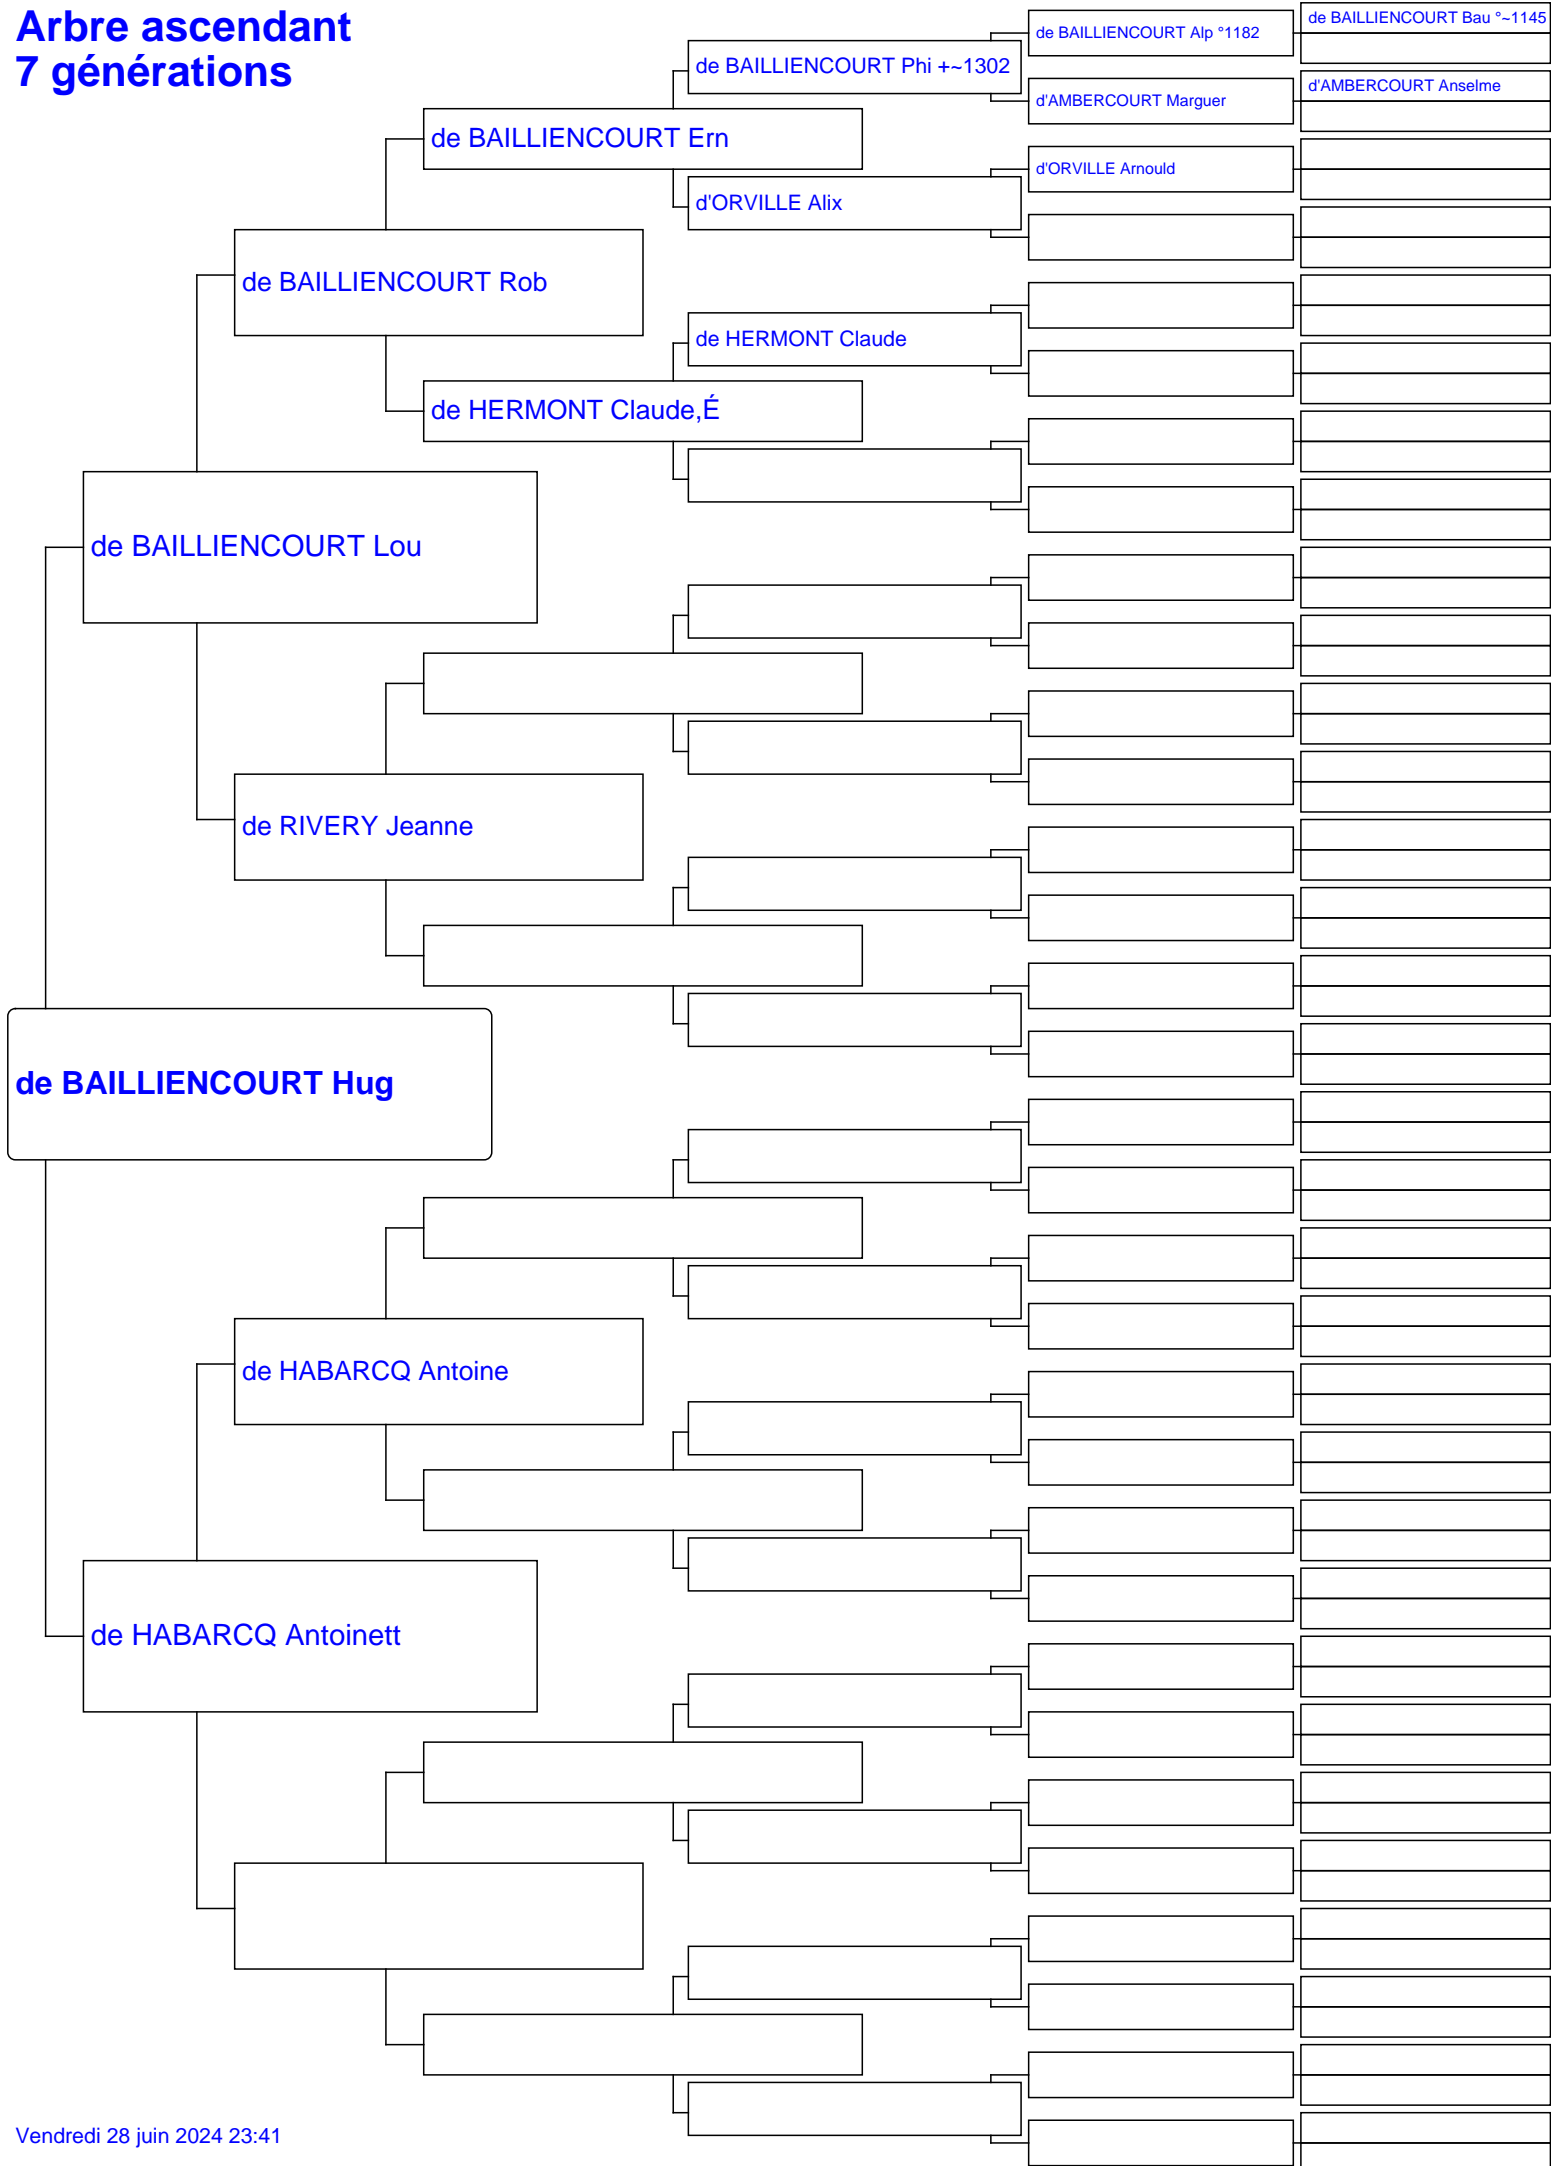 Arbre ascendant
7 générations
de BAILLIENCOURT Bau °~1145
de BAILLIENCOURT Alp °1182
de BAILLIENCOURT Phi +~1302
d'AMBERCOURT Anselme
d'AMBERCOURT Marguer
de BAILLIENCOURT Ern
d'ORVILLE Arnould
d'ORVILLE Alix
de BAILLIENCOURT Rob
de HERMONT Claude
de HERMONT Claude,É
de BAILLIENCOURT Lou
de RIVERY Jeanne
de BAILLIENCOURT Hug
de HABARCQ Antoine
de HABARCQ Antoinett
Vendredi 28 juin 2024 23:41